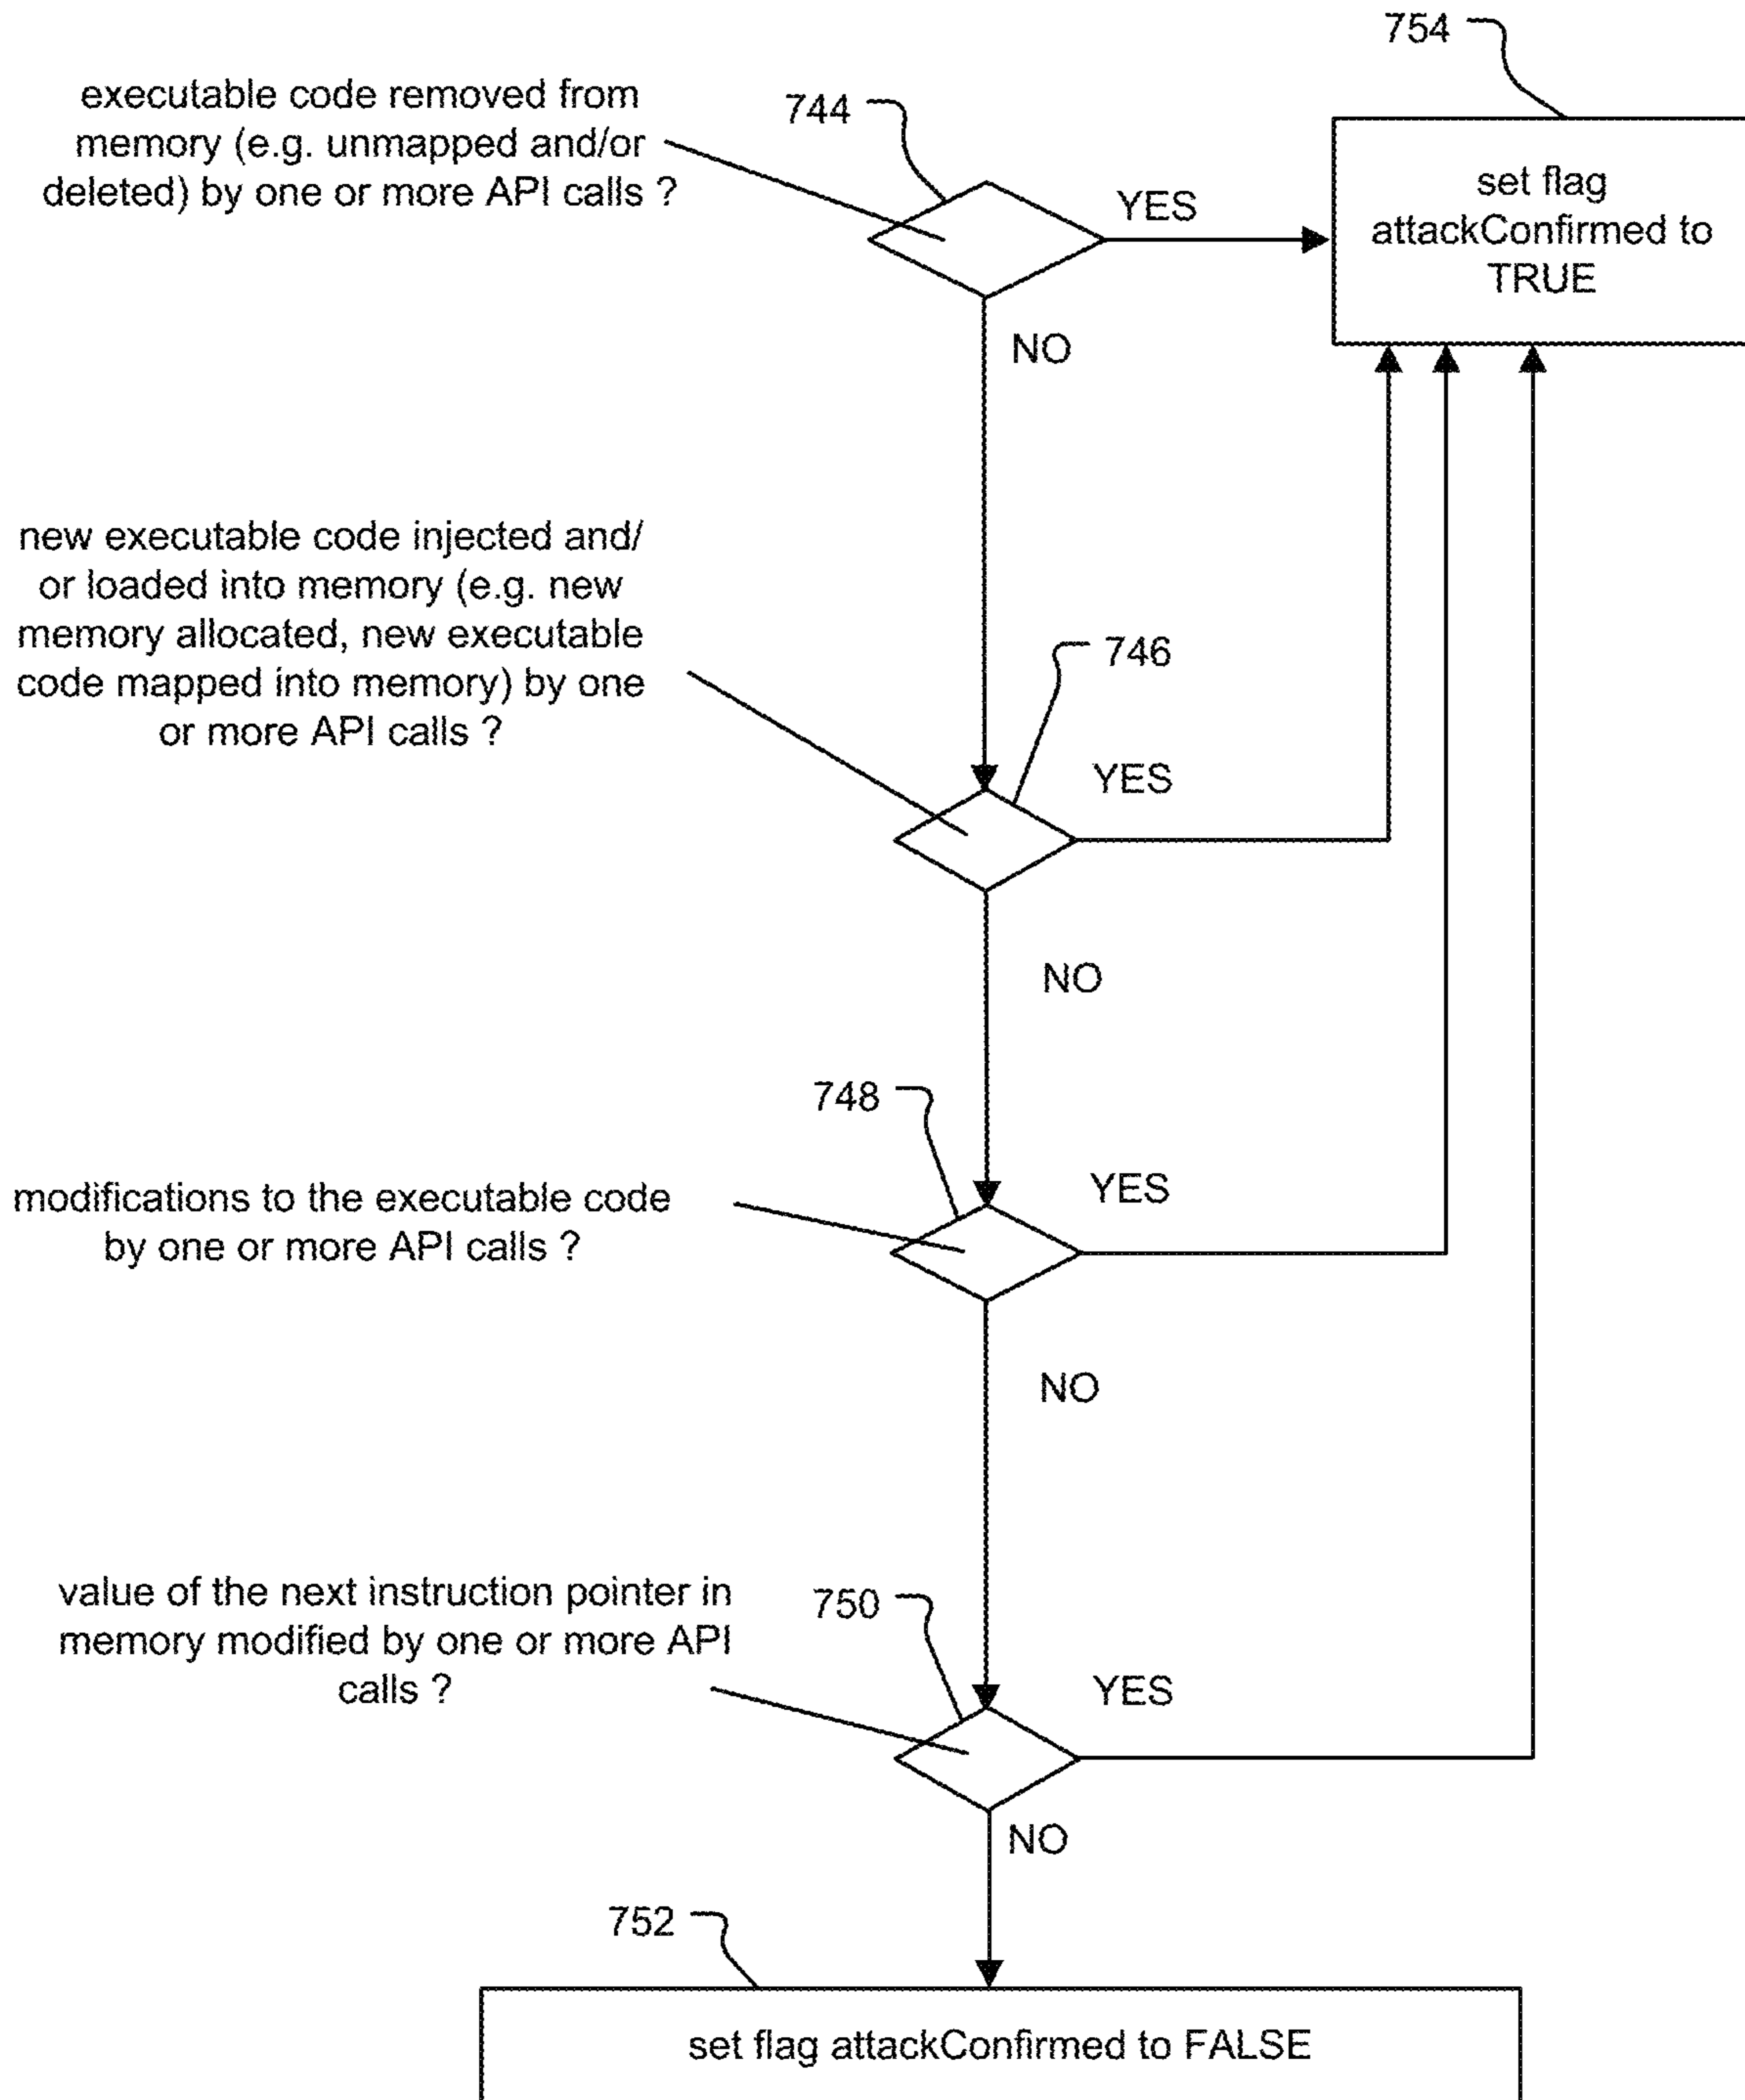 754
executable code removed from
memory (e.g. unmapped and/or
deleted) by one or more API calls ?
744
YES
set flag
attackConfirmed to
TRUE
NO
new executable code injected and/
or loaded into memory (e.g. new
memory allocated, new executable
code mapped into memory) by one
or more API calls ?
746
YES
NO
748
modifications to the executable code
by one or more API calls ?
YES
NO
value of the next instruction pointer in
memory modified by one or more API
calls ?
750
YES
NO
752
set flag attackConfirmed to FALSE